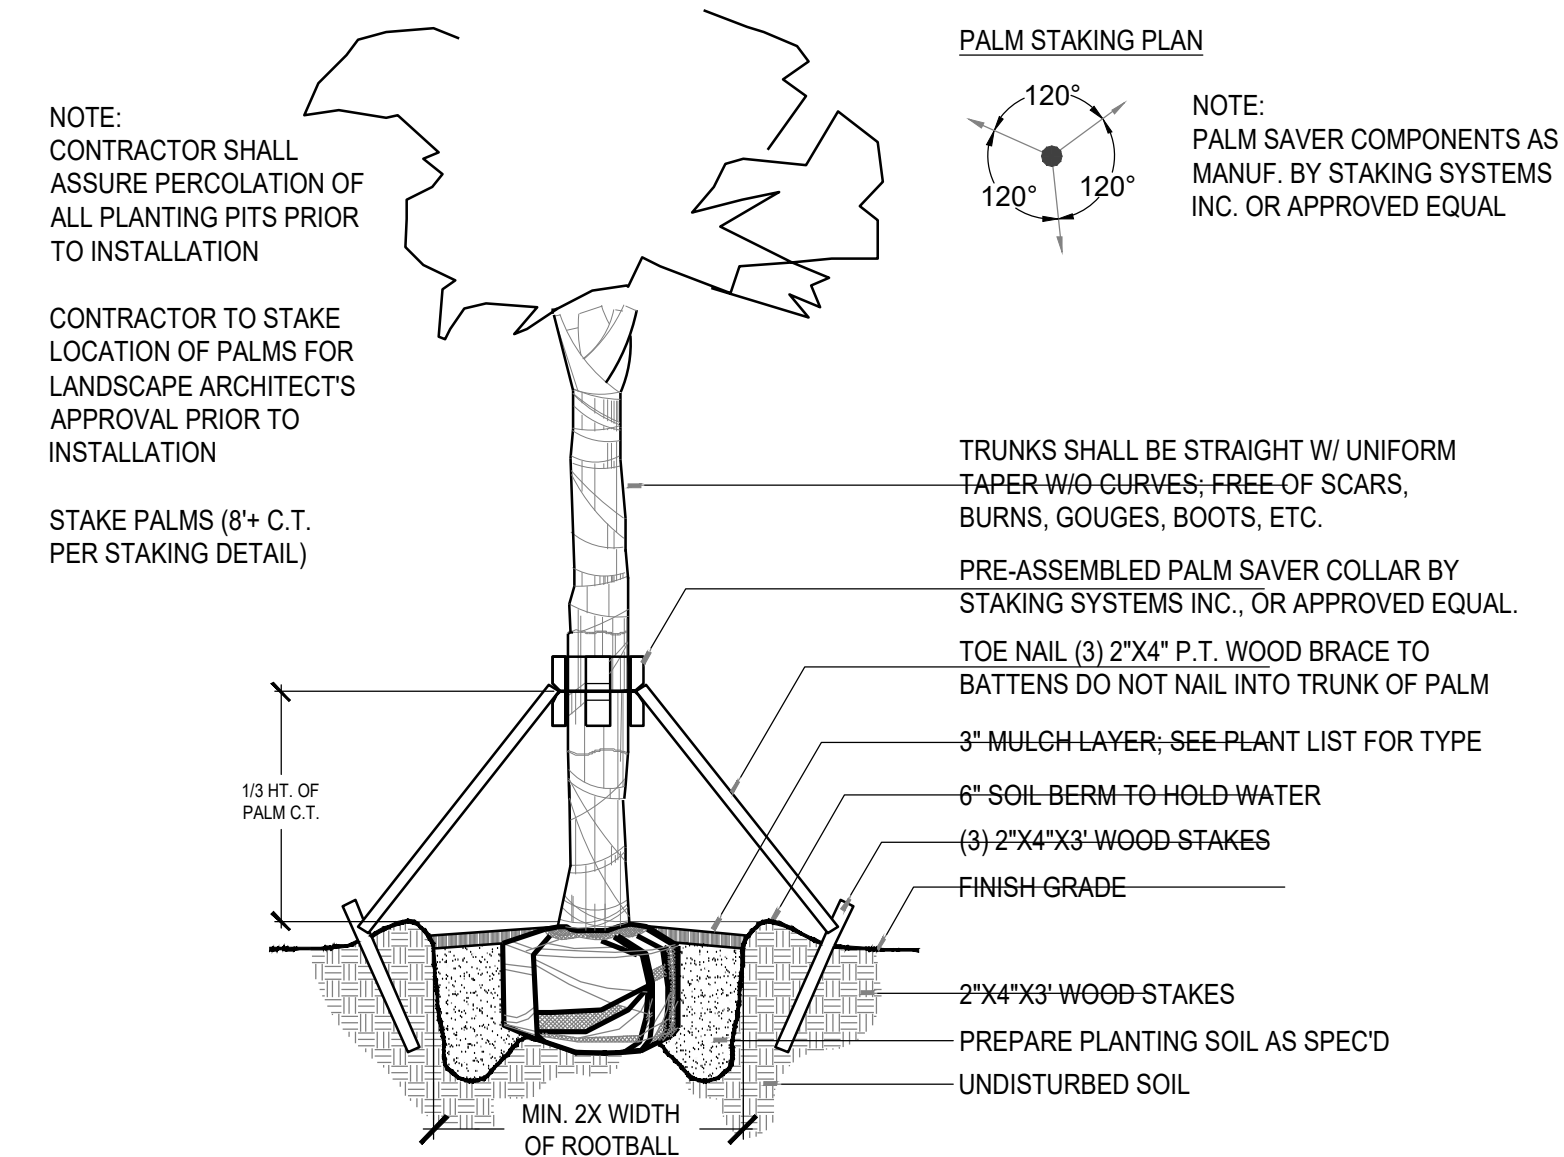 PALM STAKING PLAN
120°
120°
120°
NOTE:
PALM SAVER COMPONENTS AS
MANUF. BY STAKING SYSTEMS
INC. OR APPROVED EQUAL
NOTE:
CONTRACTOR SHALL
ASSURE PERCOLATION OF
ALL PLANTING PITS PRIOR
TO INSTALLATION
CONTRACTOR TO STAKE
LOCATION OF PALMS FOR
LANDSCAPE ARCHITECT'S
APPROVAL PRIOR TO
INSTALLATION
STAKE PALMS (8'+ C.T.
PER STAKING DETAIL)
TRUNKS SHALL BE STRAIGHT W/ UNIFORM
TAPER W/O CURVES; FREE OF SCARS,
BURNS, GOUGES, BOOTS, ETC.
PRE-ASSEMBLED PALM SAVER COLLAR BY
STAKING SYSTEMS INC., OR APPROVED EQUAL.
TOE NAIL (3) 2"X4" P.T. WOOD BRACE TO
BATTENS DO NOT NAIL INTO TRUNK OF PALM
3" MULCH LAYER; SEE PLANT LIST FOR TYPE
6" SOIL BERM TO HOLD WATER
(3) 2"X4"X3' WOOD STAKES
FINISH GRADE
2"X4"X3' WOOD STAKES
PREPARE PLANTING SOIL AS SPEC'D
UNDISTURBED SOIL
1/3 HT. OF
PALM C.T.
MIN. 2X WIDTH
OF ROOTBALL